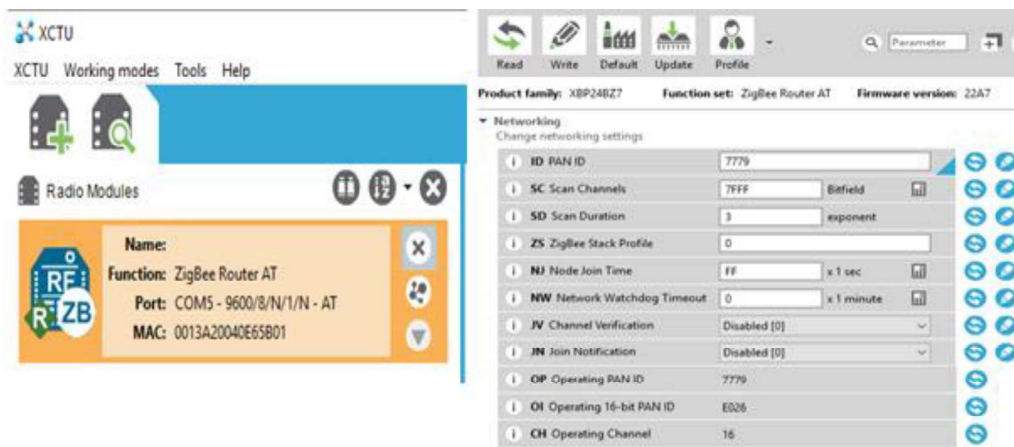 XCTU
XCTU Working modes Tools Help
Radio Modules
Name:
Function: ZigBee Router AT
Port: COM5 - 9600/8/N/1/N - AT
MAC: 0013A20040E65B01
RF
R ZB
Read Write Default Update Profile
Parameter
Product family: XBP24BZ7 Function set: ZigBee Router AT Firmware version: 22A7
Networking
Change networking settings
i ID PAN ID 7779
i SC Scan Channels 7FFF Bitfield
i SD Scan Duration 3 exponent
i ZS ZigBee Stack Profile 0
i NJ Node Join Time FF x 1 sec
i NW Network Watchdog Timeout 0 x 1 minute
i JV Channel Verification Disabled [0]
i JN Join Notification Disabled [0]
i OP Operating PAN ID 7779
i OI Operating 16-bit PAN ID E026
i CH Operating Channel 16